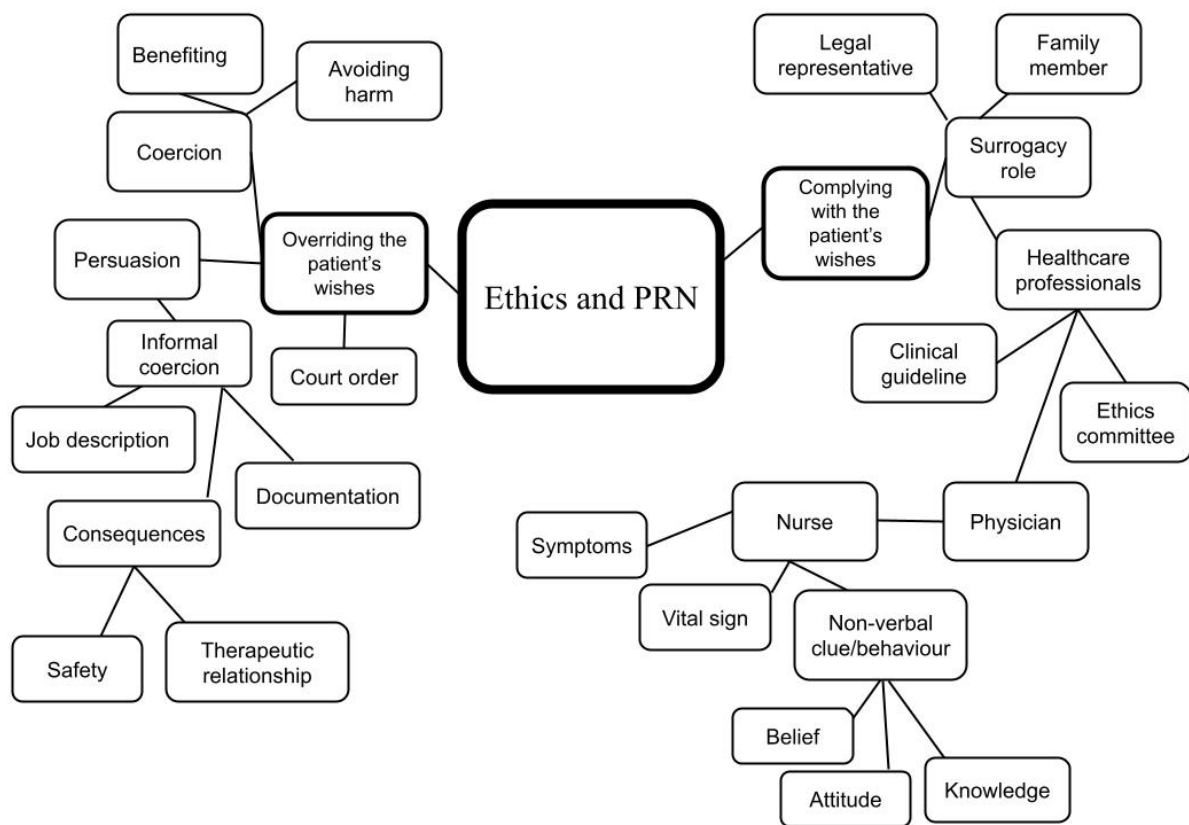 Benefiting
Avoiding
harm
Coercion
Persuasion
Overriding the
patient's
wishes
Informal
coercion
Court order
Job description
Documentation
Consequences
Safety
Therapeutic
relationship
Ethics and PRN
Legal
representative
Family
member
Surrogacy
role
Complying
with the
patient's
wishes
Healthcare
professionals
Clinical
guideline
Ethics
committee
Physician
Nurse
Symptoms
Vital sign
Non-verbal
clue/behaviour
Belief
Attitude
Knowledge